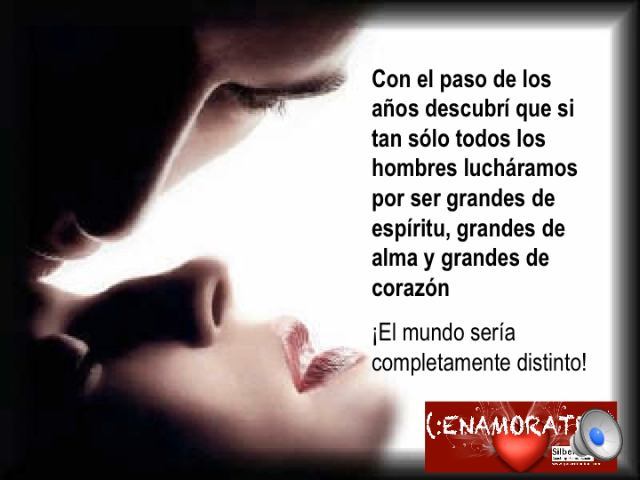 Con el paso de los
años descubrí que si
tan sólo todos los
hombres lucháramos
por ser grandes de
espíritu, grandes de
alma y grandes de
corazón
¡El mundo sería
completamente distinto!
(:ENAMORAT